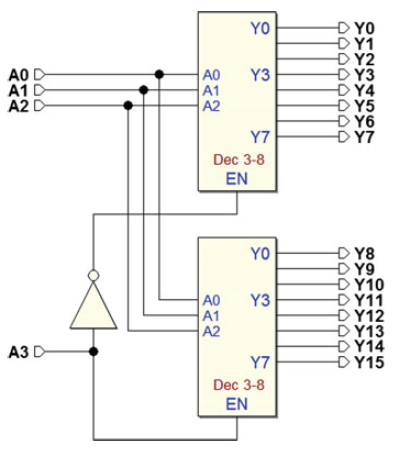 Y0 Y0
Y1
Y2
A0 A0 Y3 Y3
A1 A1 Y4
A2 A2 Y5
Y6
Y7 Y7
Dec 3-8
EN
Y0 Y8
Y9
Y10
A0 Y3 Y11
A1 Y12
A2 Y13
A3 Y14
Y7 Y15
Dec 3-8
EN